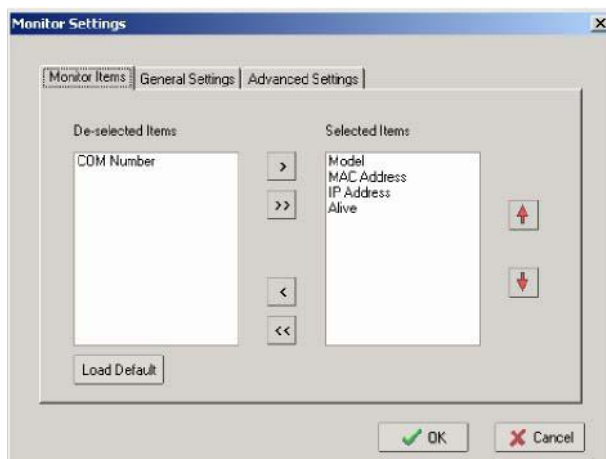 Monitor Settings
Monitor Items General Settings Advanced Settings
De-selected Items Selected Items
COM Number
Model
MAC Address
IP Address
Alive
>
>>
<
<<
Load Default
OK Cancel